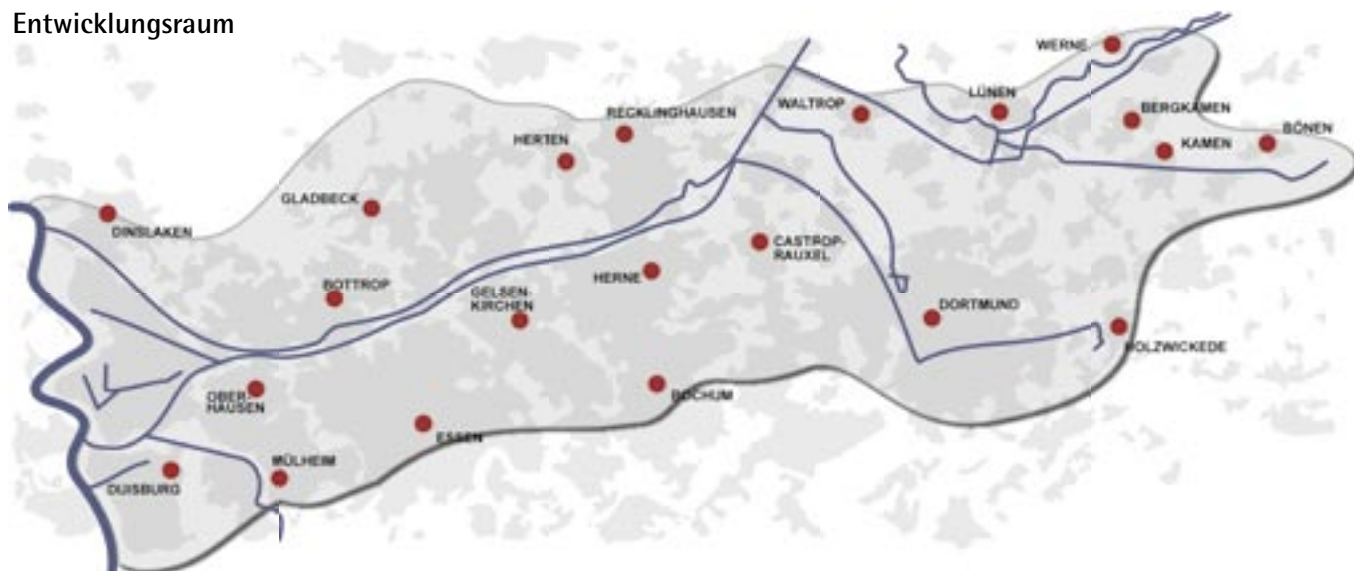 Entwicklungsraum
WERNE
LÜNEN
RECKLINGHAUSEN
WALTROP
BERGKAMEN
HERTEN
KAMEN
BÖNEN
GLADBECK
DINSLAKEN
CASTROP-
RAUXEL
HERNE
BOTTROP
GELSEN-
KIRCHEN
DORTMUND
HOLZWICKEDE
OBER-
HAUSEN
BOCHUM
ESSEN
MÜLHEIM
DUISBURG